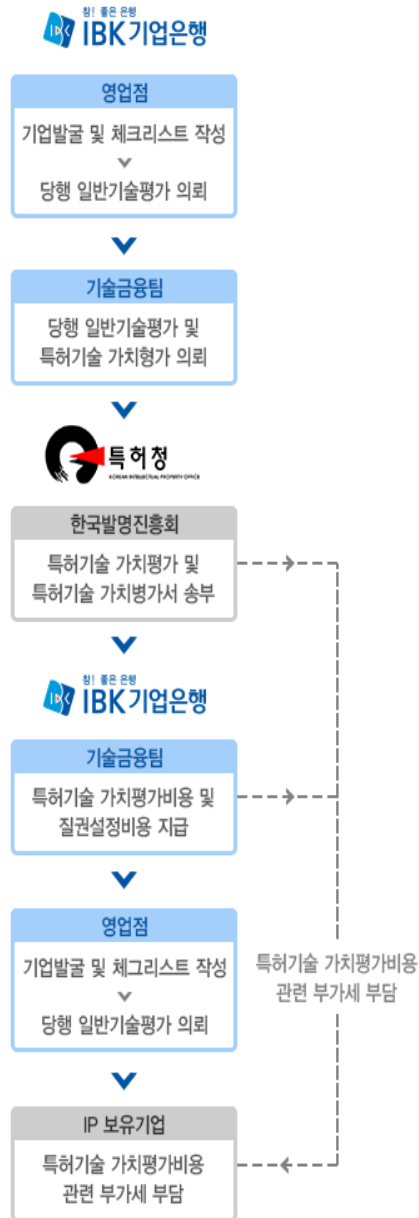 참! 좋은 은행
IBK기업은행
영업점
기업발굴 및 체크리스트 작성
당행 일반기술평가 의뢰
기술금융팀
당행 일반기술평가 및
특허기술 가치형가 의뢰
특허청
KOREAN INTELLECTUAL PROPERTY OFFICE
한국발명진흥회
특허기술 가치평가 및
특허기술 가치병가서 송부
참! 좋은 은행
IBK기업은행
기술금융팀
특허기술 가치평가비용 및
질권설정비용 지급
영업점
기업발굴 및 체그리스트 작성
당행 일반기술평가 의뢰
특허기술 가치평가비용
관련 부가세 부담
IP 보유기업
특허기술 가치평가비용
관련 부가세 부담